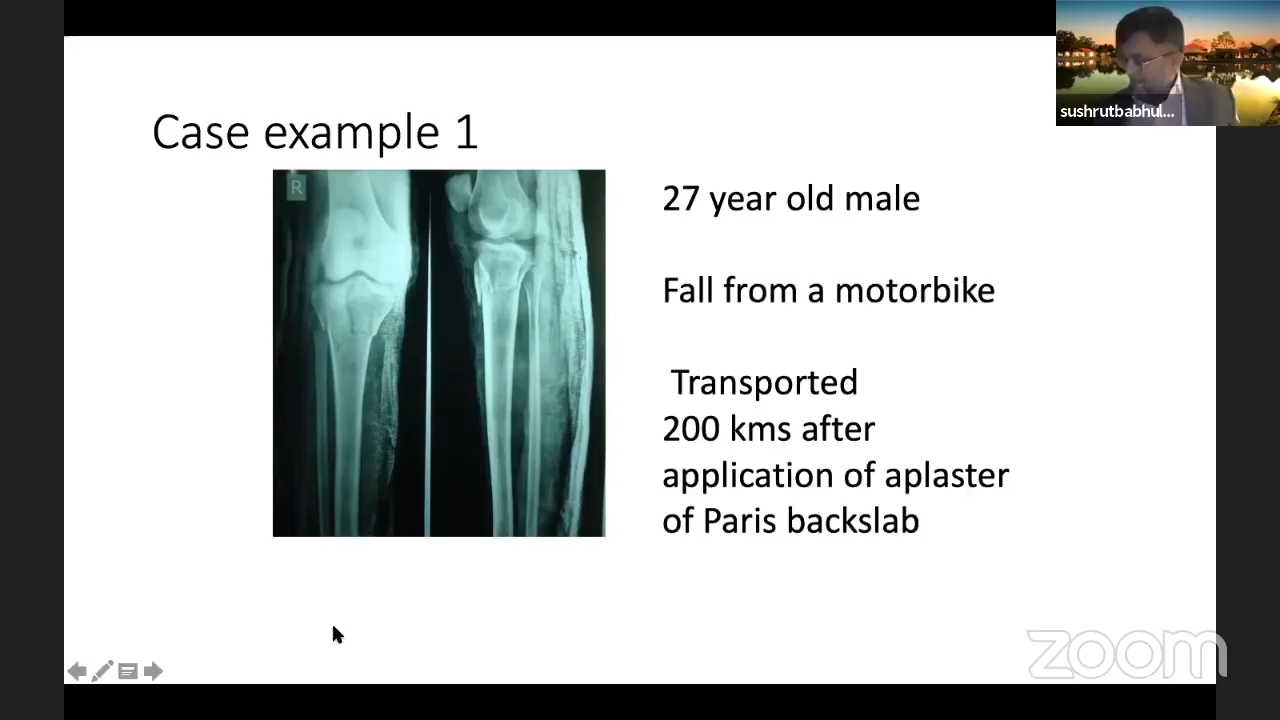 sushrutbabhul...
Case example 1
R
27 year old male
Fall from a motorbike
Transported
200 kms after
application of aplaster
of Paris backslab
zoom